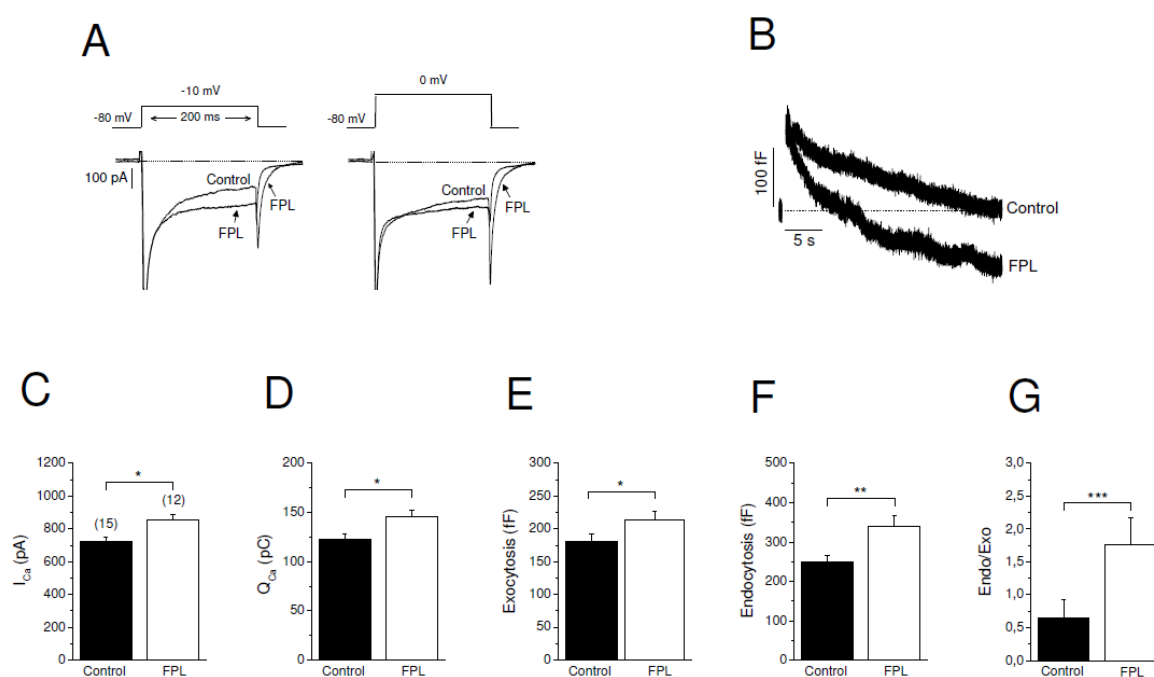 A
-10 mV
-80 mV
200 ms
100 pA
Control
FPL
FPL
0 mV
-80 mV
Control
FPL
FPL
B
100 fF
5 s
Control
FPL
C
1200
1000
800
600
400
200
0
I_Ca (pA)
*
(15)
(12)
Control FPL
D
200
150
100
50
0
Q_Ca (pC)
*
Control FPL
E
300
250
200
150
100
50
0
Exocytosis (fF)
*
Control FPL
F
500
400
300
200
100
0
Endocytosis (fF)
**
Control FPL
G
3,0
2,5
2,0
1,5
1,0
0,5
0,0
Endo/Exo
***
Control FPL